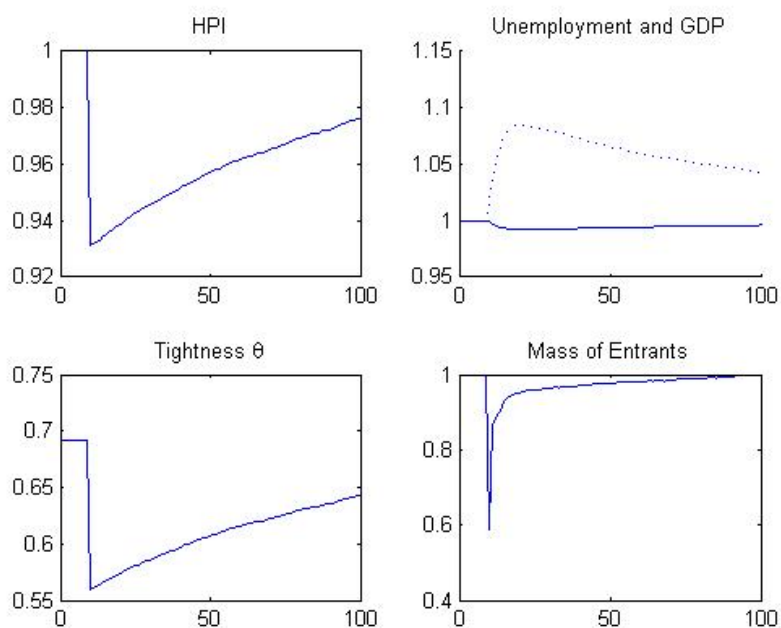 HPI
1
0.98
0.96
0.94
0.92
0 50 100
Unemployment and GDP
1.15
1.1
1.05
1
0.95
0 50 100
Tightness θ
0.75
0.7
0.65
0.6
0.55
0 50 100
Mass of Entrants
1
0.8
0.6
0.4
0 50 100